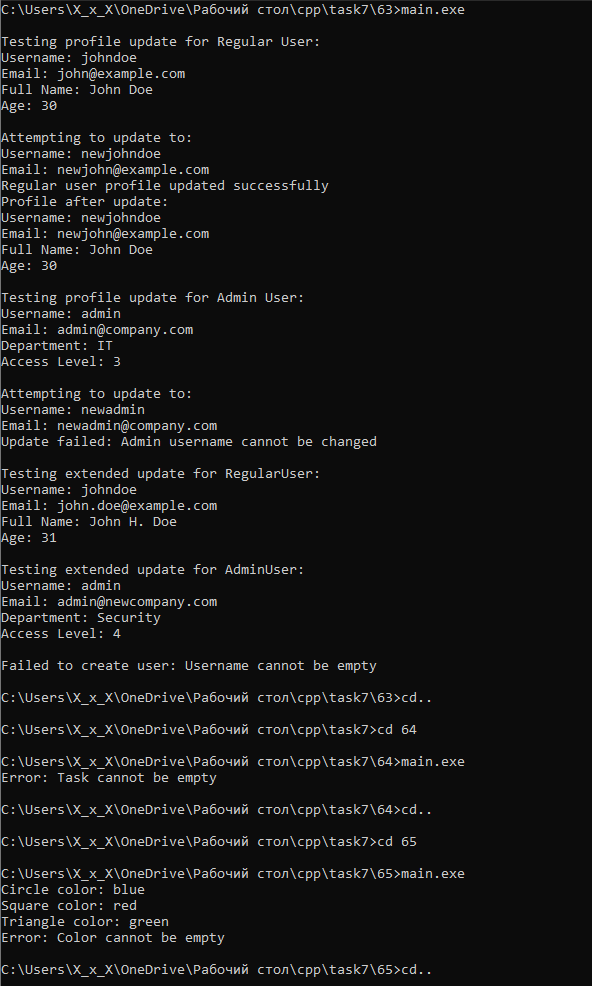 C:\Users\X_x_X\OneDrive\Рабочий стол\cpp\task7\63>main.exe
Testing profile update for Regular User:
Username: johndoe
Email: john@example.com
Full Name: John Doe
Age: 30
Attempting to update to:
Username: newjohndoe
Email: newjohn@example.com
Regular user profile updated successfully
Profile after update:
Username: newjohndoe
Email: newjohn@example.com
Full Name: John Doe
Age: 30
Testing profile update for Admin User:
Username: admin
Email: admin@company.com
Department: IT
Access Level: 3
Attempting to update to:
Username: newadmin
Email: newadmin@company.com
Update failed: Admin username cannot be changed
Testing extended update for RegularUser:
Username: johndoe
Email: john.doe@example.com
Full Name: John H. Doe
Age: 31
Testing extended update for AdminUser:
Username: admin
Email: admin@newcompany.com
Department: Security
Access Level: 4
Failed to create user: Username cannot be empty
C:\Users\X_x_X\OneDrive\Рабочий стол\cpp\task7\63>cd..
C:\Users\X_x_X\OneDrive\Рабочий стол\cpp\task7>cd 64
C:\Users\X_x_X\OneDrive\Рабочий стол\cpp\task7\64>main.exe
Error: Task cannot be empty
C:\Users\X_x_X\OneDrive\Рабочий стол\cpp\task7\64>cd..
C:\Users\X_x_X\OneDrive\Рабочий стол\cpp\task7>cd 65
C:\Users\X_x_X\OneDrive\Рабочий стол\cpp\task7\65>main.exe
Circle color: blue
Square color: red
Triangle color: green
Error: Color cannot be empty
C:\Users\X_x_X\OneDrive\Рабочий стол\cpp\task7\65>cd..